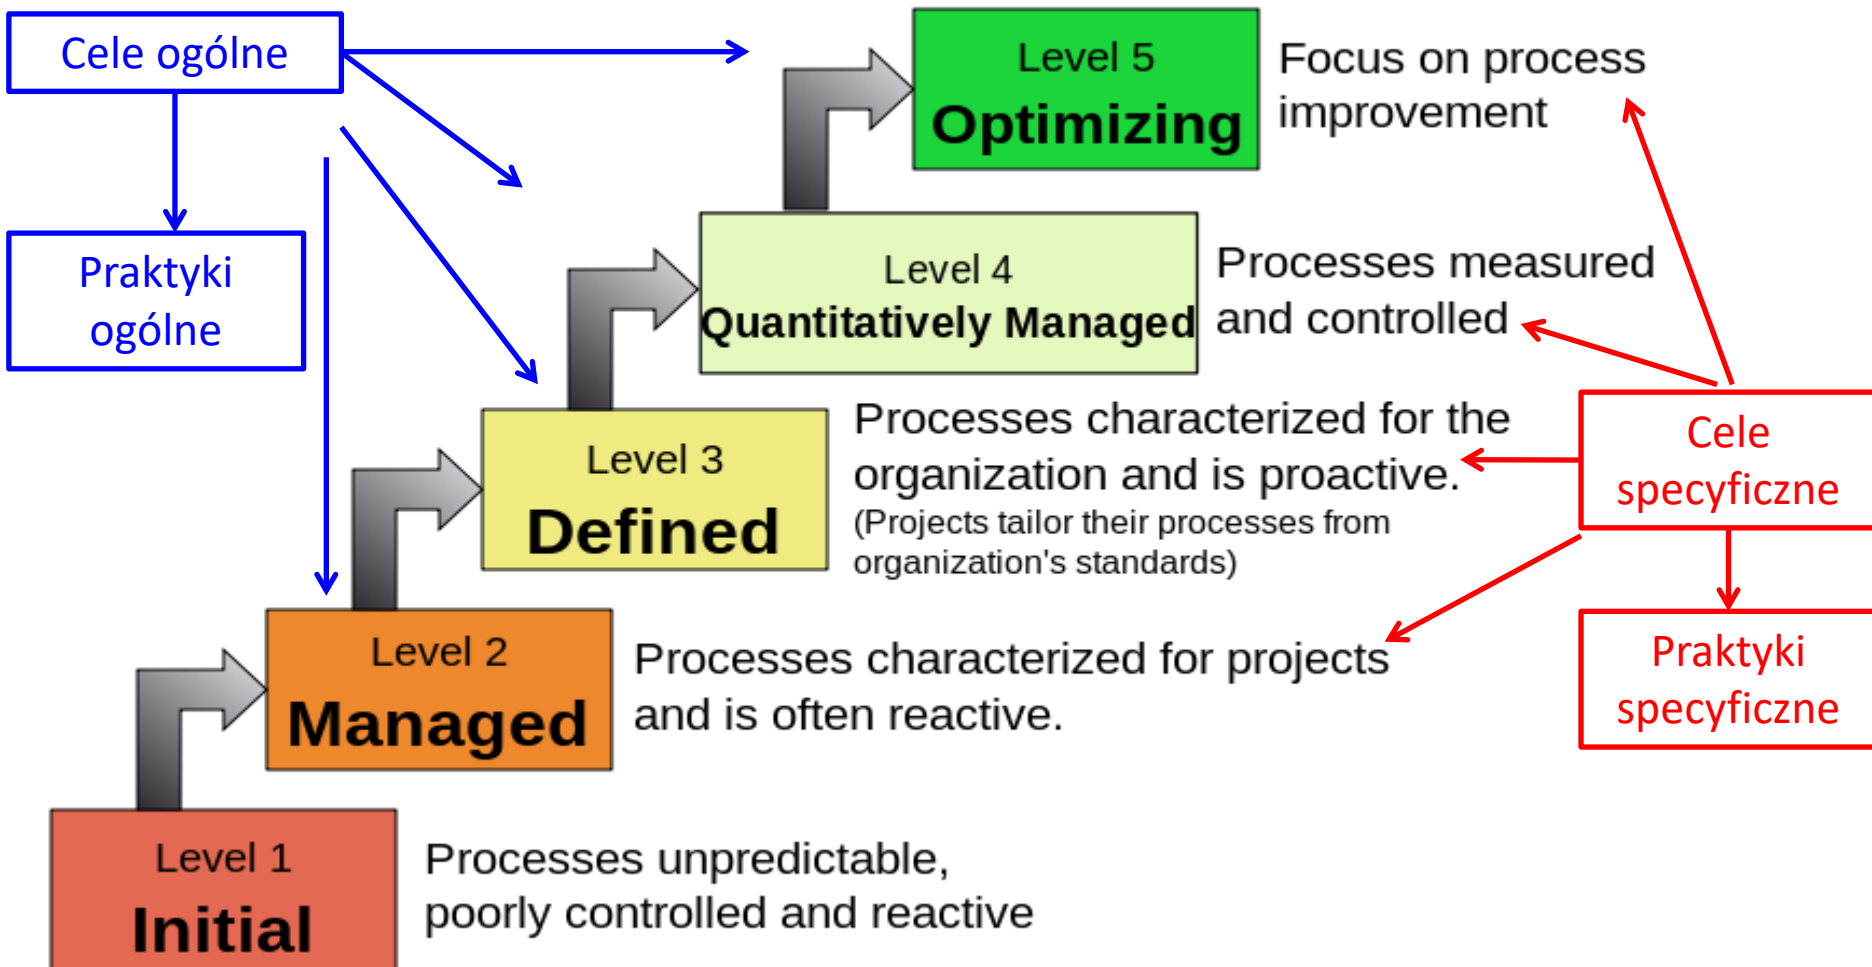 Cele ogólne
Praktyki
ogólne
Level 5
Optimizing
Focus on process
improvement
Level 4
Quantitatively Managed
Processes measured
and controlled
Level 3
Defined
Processes characterized for the
organization and is proactive.
(Projects tailor their processes from
organization's standards)
Cele
specyficzne
Praktyki
specyficzne
Level 2
Managed
Processes characterized for projects
and is often reactive.
Level 1
Initial
Processes unpredictable,
poorly controlled and reactive